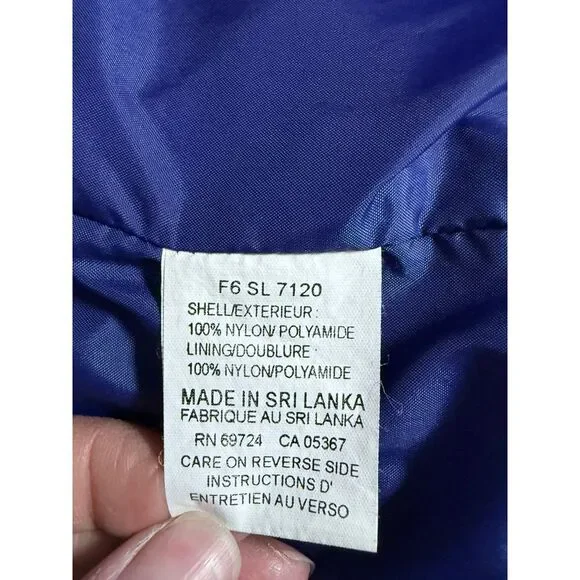 F6 SL 7120
SHELL/EXTERIEUR :
100% NYLON/ POLYAMIDE
LINING/DOUBLURE :
100% NYLON/POLYAMIDE
MADE IN SRI LANKA
FABRIQUE AU SRI LANKA
RN 69724 CA 05367
CARE ON REVERSE SIDE
INSTRUCTIONS D'
ENTRETIEN AU VERSO